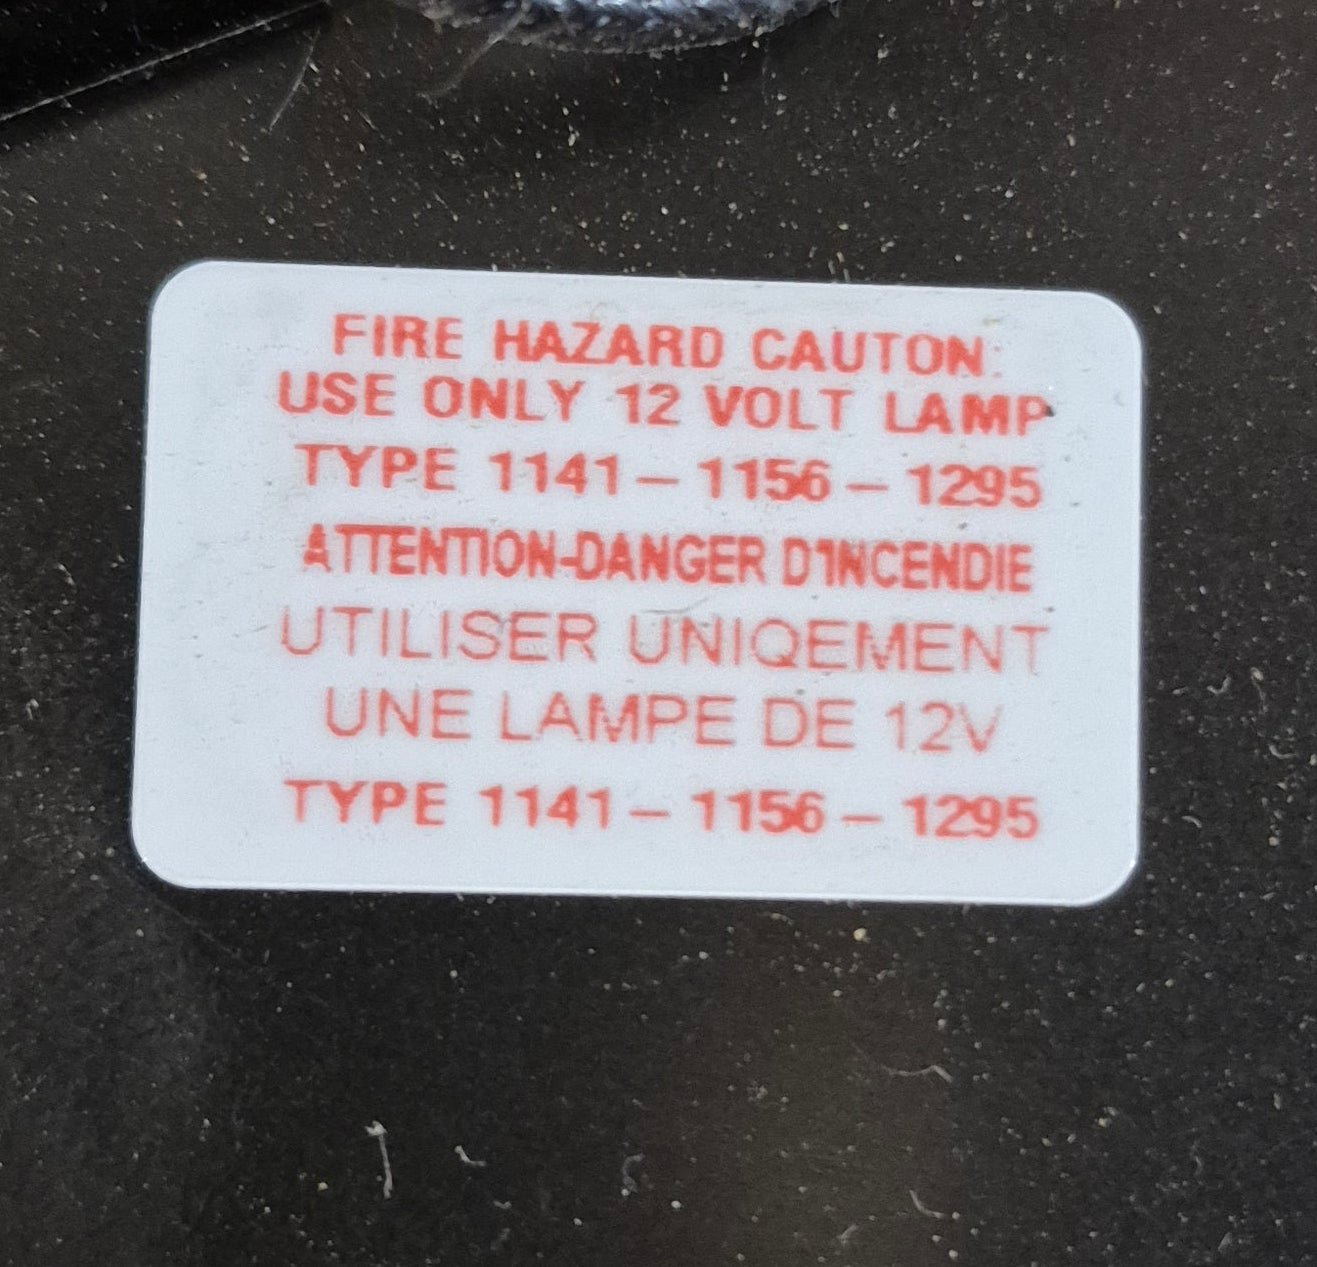 FIRE HAZARD CAUTON:
USE ONLY 12 VOLT LAMP
TYPE 1141 – 1156 – 1295
ATTENTION-DANGER D'INCENDIE
UTILISER UNIQEMENT
UNE LAMPE DE 12V
TYPE 1141 – 1156 – 1295